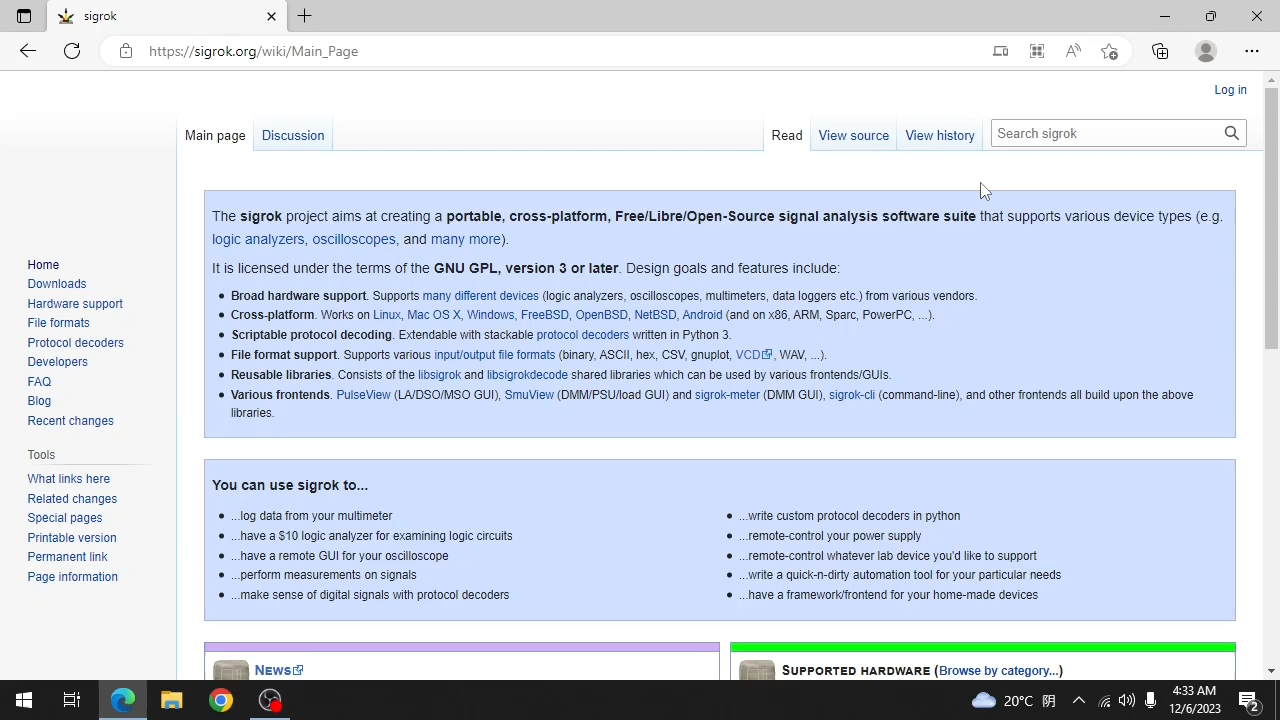 sigrok
https://sigrok.org/wiki/Main_Page
Log in
Main page
Discussion
Read
View source
View history
Search sigrok
The sigrok project aims at creating a portable, cross-platform, Free/Libre/Open-Source signal analysis software suite that supports various device types (e.g.
logic analyzers, oscilloscopes, and many more).
It is licensed under the terms of the GNU GPL, version 3 or later. Design goals and features include:
Broad hardware support. Supports many different devices (logic analyzers, oscilloscopes, multimeters, data loggers etc.) from various vendors.
Cross-platform. Works on Linux, Mac OS X, Windows, FreeBSD, OpenBSD, NetBSD, Android (and on x86, ARM, Sparc, PowerPC, ...).
Scriptable protocol decoding. Extendable with stackable protocol decoders written in Python 3.
File format support. Supports various input/output file formats (binary, ASCII, hex, CSV, gnuplot, VCD, WAV, ...).
Reusable libraries. Consists of the libsigrok and libsigrokdecode shared libraries which can be used by various frontends/GUIs.
Various frontends. PulseView (LA/DSO/MSO GUI), SmuView (DMM/PSU/load GUI) and sigrok-meter (DMM GUI), sigrok-cli (command-line), and other frontends all build upon the above
libraries.
Home
Downloads
Hardware support
File formats
Protocol decoders
Developers
FAQ
Blog
Recent changes
Tools
What links here
Related changes
Special pages
Printable version
Permanent link
Page information
You can use sigrok to...
...log data from your multimeter
...have a $10 logic analyzer for examining logic circuits
...have a remote GUI for your oscilloscope
...perform measurements on signals
...make sense of digital signals with protocol decoders
...write custom protocol decoders in python
...remote-control your power supply
...remote-control whatever lab device you'd like to support
...write a quick-n-dirty automation tool for your particular needs
...have a framework/frontend for your home-made devices
News
Supported hardware (Browse by category...)
20°C 阴
4:33 AM
12/6/2023
2